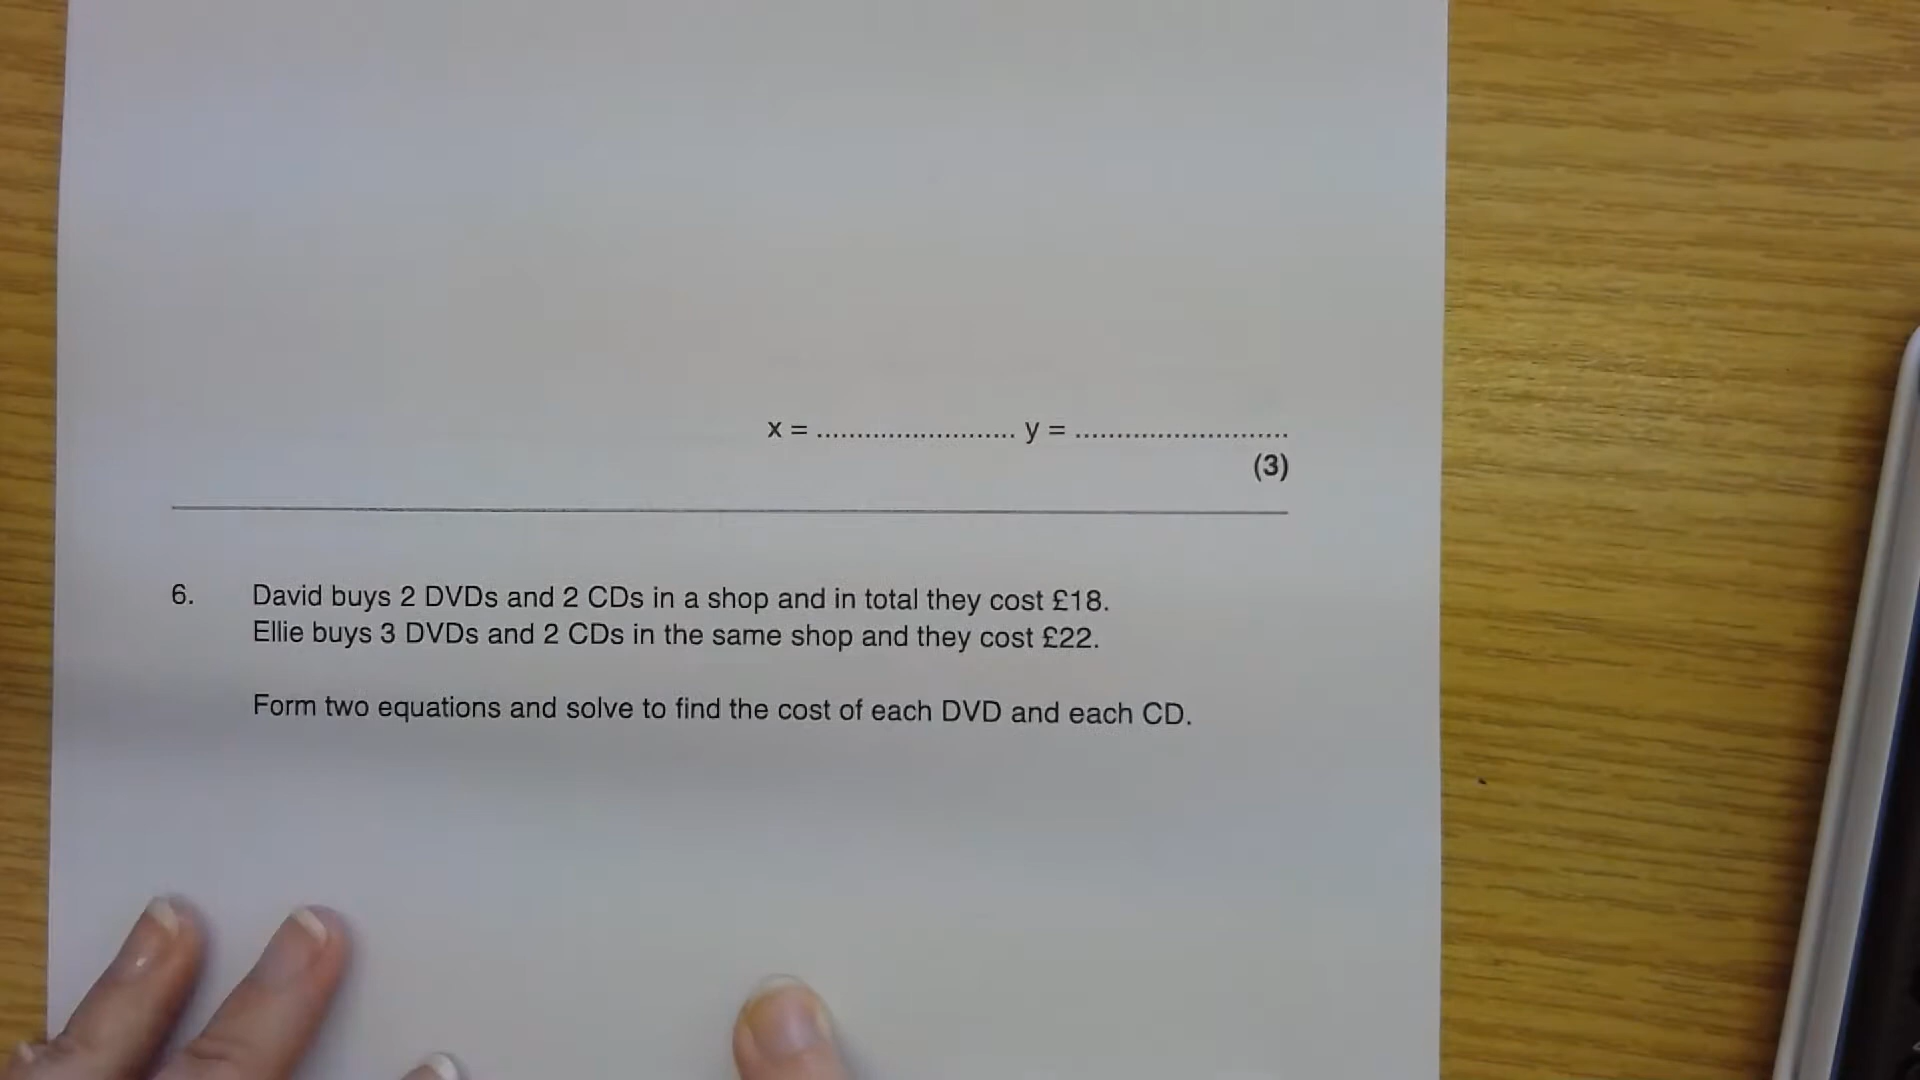 x = .......................... y = ...........................
(3)
6. David buys 2 DVDs and 2 CDs in a shop and in total they cost £18.
Ellie buys 3 DVDs and 2 CDs in the same shop and they cost £22.
Form two equations and solve to find the cost of each DVD and each CD.